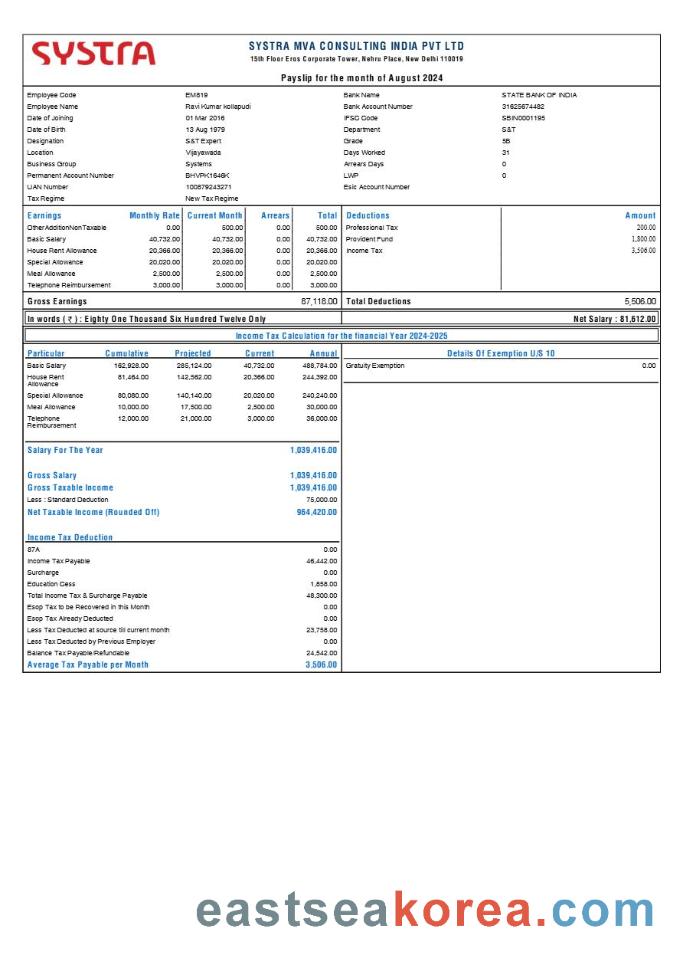 SYSTRA
SYSTRA MVA CONSULTING INDIA PVT LTD
15th Floor Eros Corporate Tower, Nehru Place, New Delhi 110019
Payslip for the month of August 2024
Employee Code EM819 Bank Name STATE BANK OF INDIA
Employee Name Ravi Kumar kollapudi Bank Account Number 31625674482
Date of Joining 01 Mar 2016 IFSC Code SBIN0001195
Date of Birth 13 Aug 1979 Department S&T
Designation S&T Expert Grade 5B
Location Vijayawada Days Worked 31
Business Group Systems Arrears Days 0
Permanent Account Number BHVPK1646K LWP 0
UAN Number 100879243271 Esic Account Number
Tax Regime New Tax Regime
Earnings Monthly Rate Current Month Arrears Total Deductions Amount
OtherAdditionNonTaxable 0.00 500.00 0.00 500.00 Professional Tax 200.00
Basic Salary 40,732.00 40,732.00 0.00 40,732.00 Provident Fund 1,800.00
House Rent Allowance 20,366.00 20,366.00 0.00 20,366.00 Income Tax 3,506.00
Special Allowance 20,020.00 20,020.00 0.00 20,020.00
Meal Allowance 2,500.00 2,500.00 0.00 2,500.00
Telephone Reimbursement 3,000.00 3,000.00 0.00 3,000.00
Gross Earnings 87,118.00 Total Deductions 5,506.00
In words ( ₹ ) : Eighty One Thousand Six Hundred Twelve Only Net Salary : 81,612.00
Income Tax Calculation for the financial Year 2024-2025
Particular Cumulative Projected Current Annual Details Of Exemption U/S 10
Basic Salary 162,928.00 285,124.00 40,732.00 488,784.00 Gratuity Exemption 0.00
House Rent Allowance 81,464.00 142,562.00 20,366.00 244,392.00
Special Allowance 80,080.00 140,140.00 20,020.00 240,240.00
Meal Allowance 10,000.00 17,500.00 2,500.00 30,000.00
Telephone Reimbursement 12,000.00 21,000.00 3,000.00 36,000.00
Salary For The Year 1,039,416.00
Gross Salary 1,039,416.00
Gross Taxable Income 1,039,416.00
Less : Standard Deduction 75,000.00
Net Taxable Income (Rounded Off) 964,420.00
Income Tax Deduction
87A 0.00
Income Tax Payable 46,442.00
Surcharge 0.00
Education Cess 1,858.00
Total Income Tax & Surcharge Payable 48,300.00
Esop Tax to be Recovered in this Month 0.00
Esop Tax Already Deducted 0.00
Less Tax Deducted at source till current month 23,758.00
Less Tax Deducted by Previous Employer 0.00
Balance Tax Payable/Refundable 24,542.00
Average Tax Payable per Month 3,506.00
eastseakorea.com